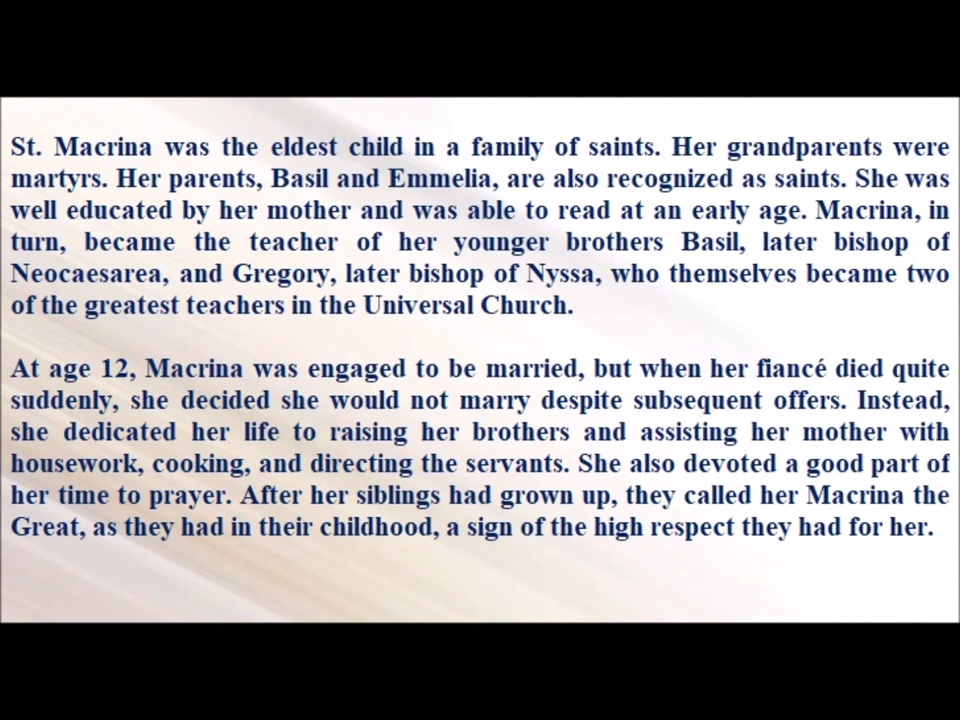 St. Macrina was the eldest child in a family of saints. Her grandparents were
martyrs. Her parents, Basil and Emmelia, are also recognized as saints. She was
well educated by her mother and was able to read at an early age. Macrina, in
turn, became the teacher of her younger brothers Basil, later bishop of
Neocaesarea, and Gregory, later bishop of Nyssa, who themselves became two
of the greatest teachers in the Universal Church.
At age 12, Macrina was engaged to be married, but when her fiancé died quite
suddenly, she decided she would not marry despite subsequent offers. Instead,
she dedicated her life to raising her brothers and assisting her mother with
housework, cooking, and directing the servants. She also devoted a good part of
her time to prayer. After her siblings had grown up, they called her Macrina the
Great, as they had in their childhood, a sign of the high respect they had for her.